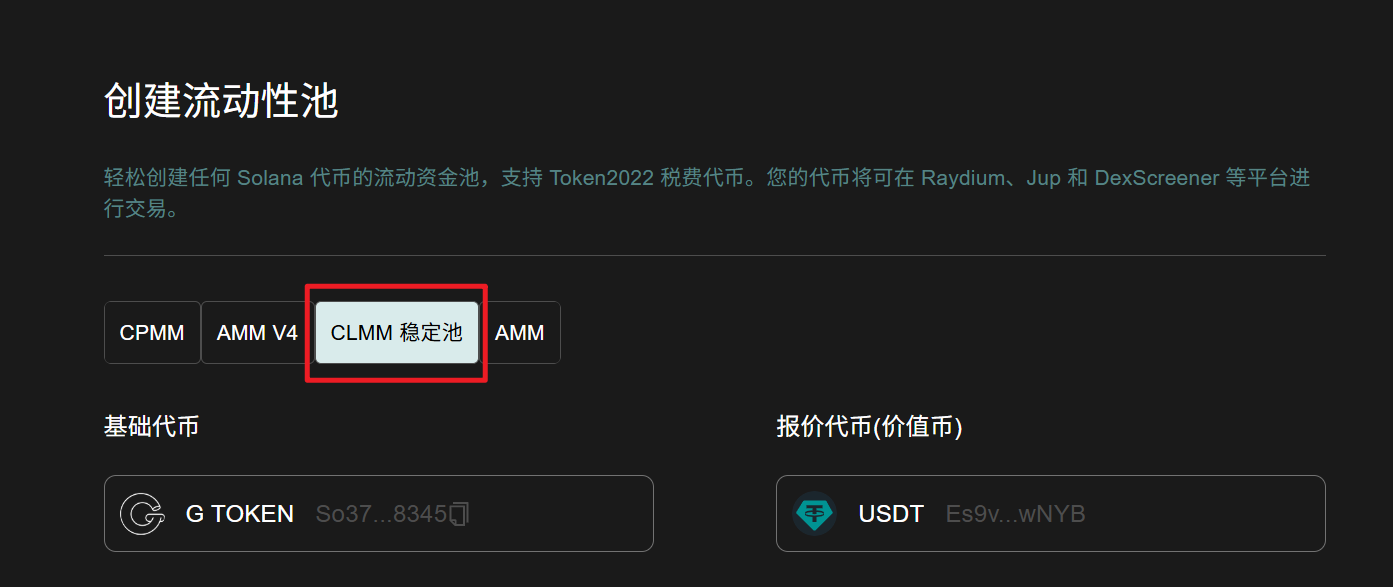 创建流动性池
轻松创建任何 Solana 代币的流动资金池，支持 Token2022 税费代币。您的代币将可在 Raydium、Jup 和 DexScreener 等平台进
行交易。
CPMM AMM V4 CLMM 稳定池 AMM
基础代币 报价代币(价值币)
G TOKEN So37...8345 USDT Es9v...wNYB